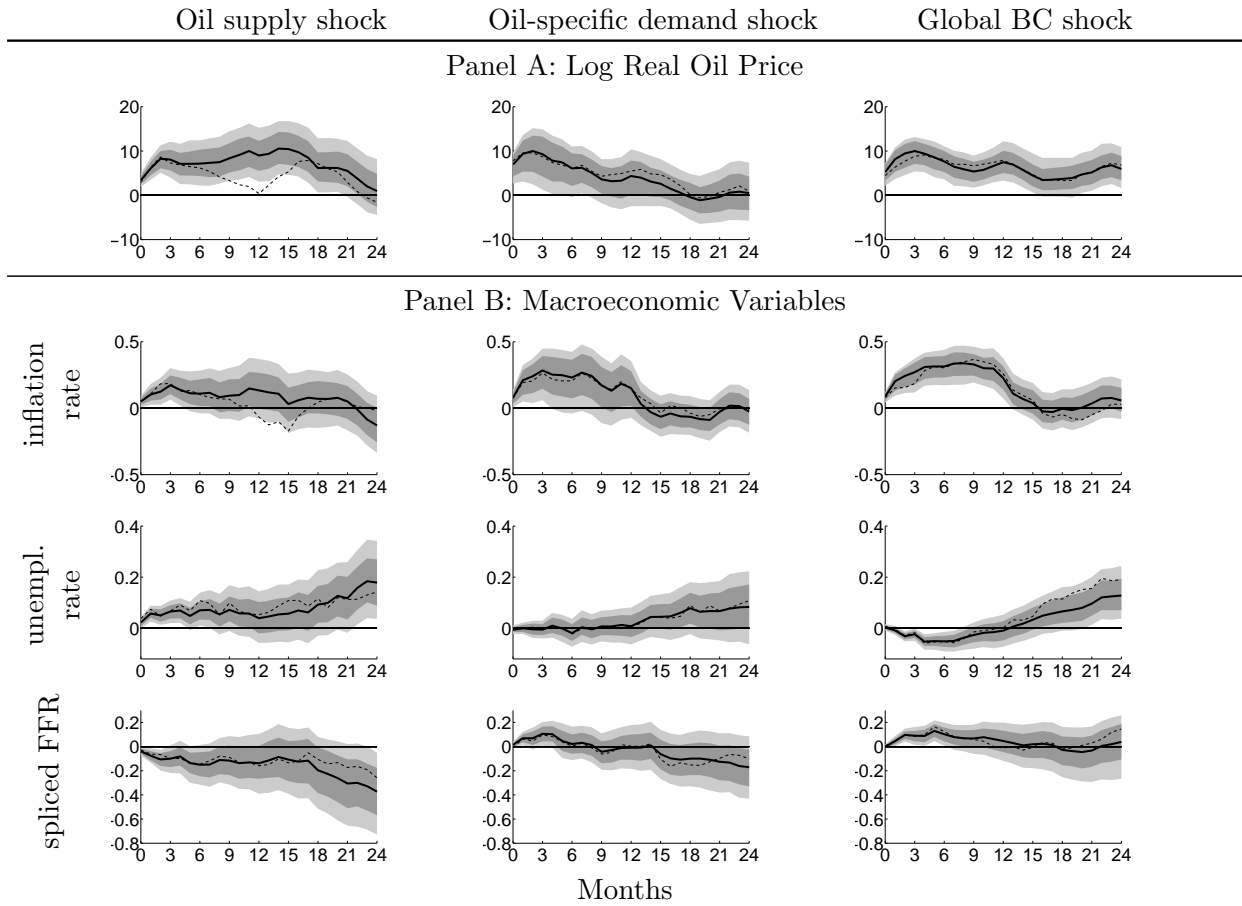 Oil supply shock Oil-specific demand shock Global BC shock
Panel A: Log Real Oil Price
20 20 20
10 10 10
0 0 0
−10 −10 −10
0 3 6 9 12 15 18 21 24 0 3 6 9 12 15 18 21 24 0 3 6 9 12 15 18 21 24
Panel B: Macroeconomic Variables
inflation
rate
0.5 0.5 0.5
0 0 0
-0.5 -0.5 -0.5
0 3 6 9 12 15 18 21 24 0 3 6 9 12 15 18 21 24 0 3 6 9 12 15 18 21 24
unempl.
rate
0.4 0.4 0.4
0.2 0.2 0.2
0 0 0
0 3 6 9 12 15 18 21 24 0 3 6 9 12 15 18 21 24 0 3 6 9 12 15 18 21 24
spliced FFR
0.2 0.2 0.2
0 0 0
-0.2 -0.2 -0.2
-0.4 -0.4 -0.4
-0.6 -0.6 -0.6
-0.8 -0.8 -0.8
0 3 6 9 12 15 18 21 24 0 3 6 9 12 15 18 21 24 0 3 6 9 12 15 18 21 24
Months